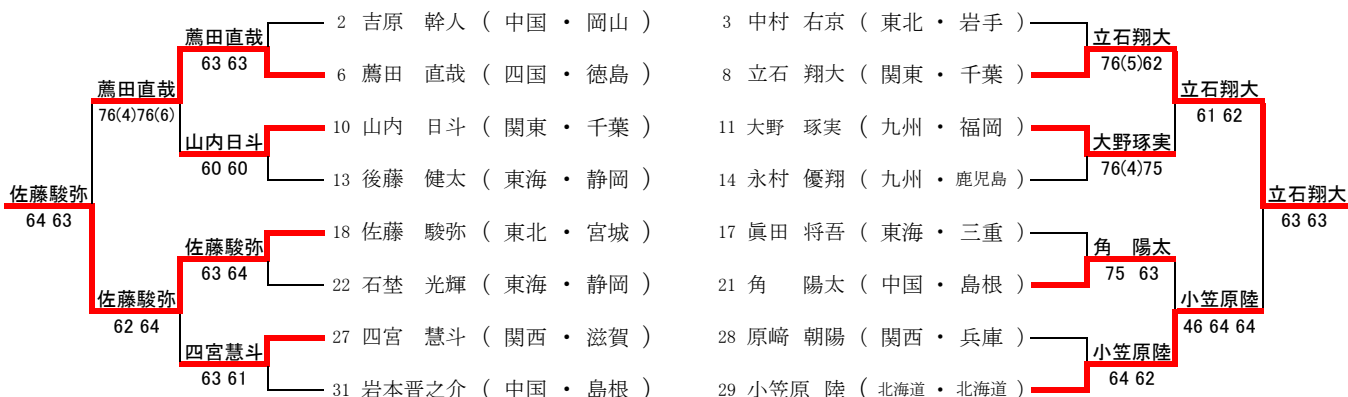 2 吉原 幹人 ( 中国 ・ 岡山 )
3 中村 右京 ( 東北 ・ 岩手 )
薦田直哉
63 63
立石翔大
76(5)62
6 薦田 直哉 ( 四国 ・ 徳島 )
8 立石 翔大 ( 関東 ・ 千葉 )
薦田直哉
76(4)76(6)
立石翔大
61 62
10 山内 日斗 ( 関東 ・ 千葉 )
11 大野 琢実 ( 九州 ・ 福岡 )
山内日斗
60 60
大野琢実
76(4)75
13 後藤 健太 ( 東海 ・ 静岡 )
14 永村 優翔 ( 九州 ・ 鹿児島 )
佐藤駿弥
64 63
立石翔大
63 63
18 佐藤 駿弥 ( 東北 ・ 宮城 )
17 眞田 将吾 ( 東海 ・ 三重 )
佐藤駿弥
63 64
角 陽太
75 63
22 石埜 光輝 ( 東海 ・ 静岡 )
21 角 陽太 ( 中国 ・ 島根 )
佐藤駿弥
62 64
小笠原陸
46 64 64
27 四宮 慧斗 ( 関西 ・ 滋賀 )
28 原﨑 朝陽 ( 関西 ・ 兵庫 )
四宮慧斗
63 61
小笠原陸
64 62
31 岩本晋之介 ( 中国 ・ 島根 )
29 小笠原 陸 ( 北海道 ・ 北海道 )